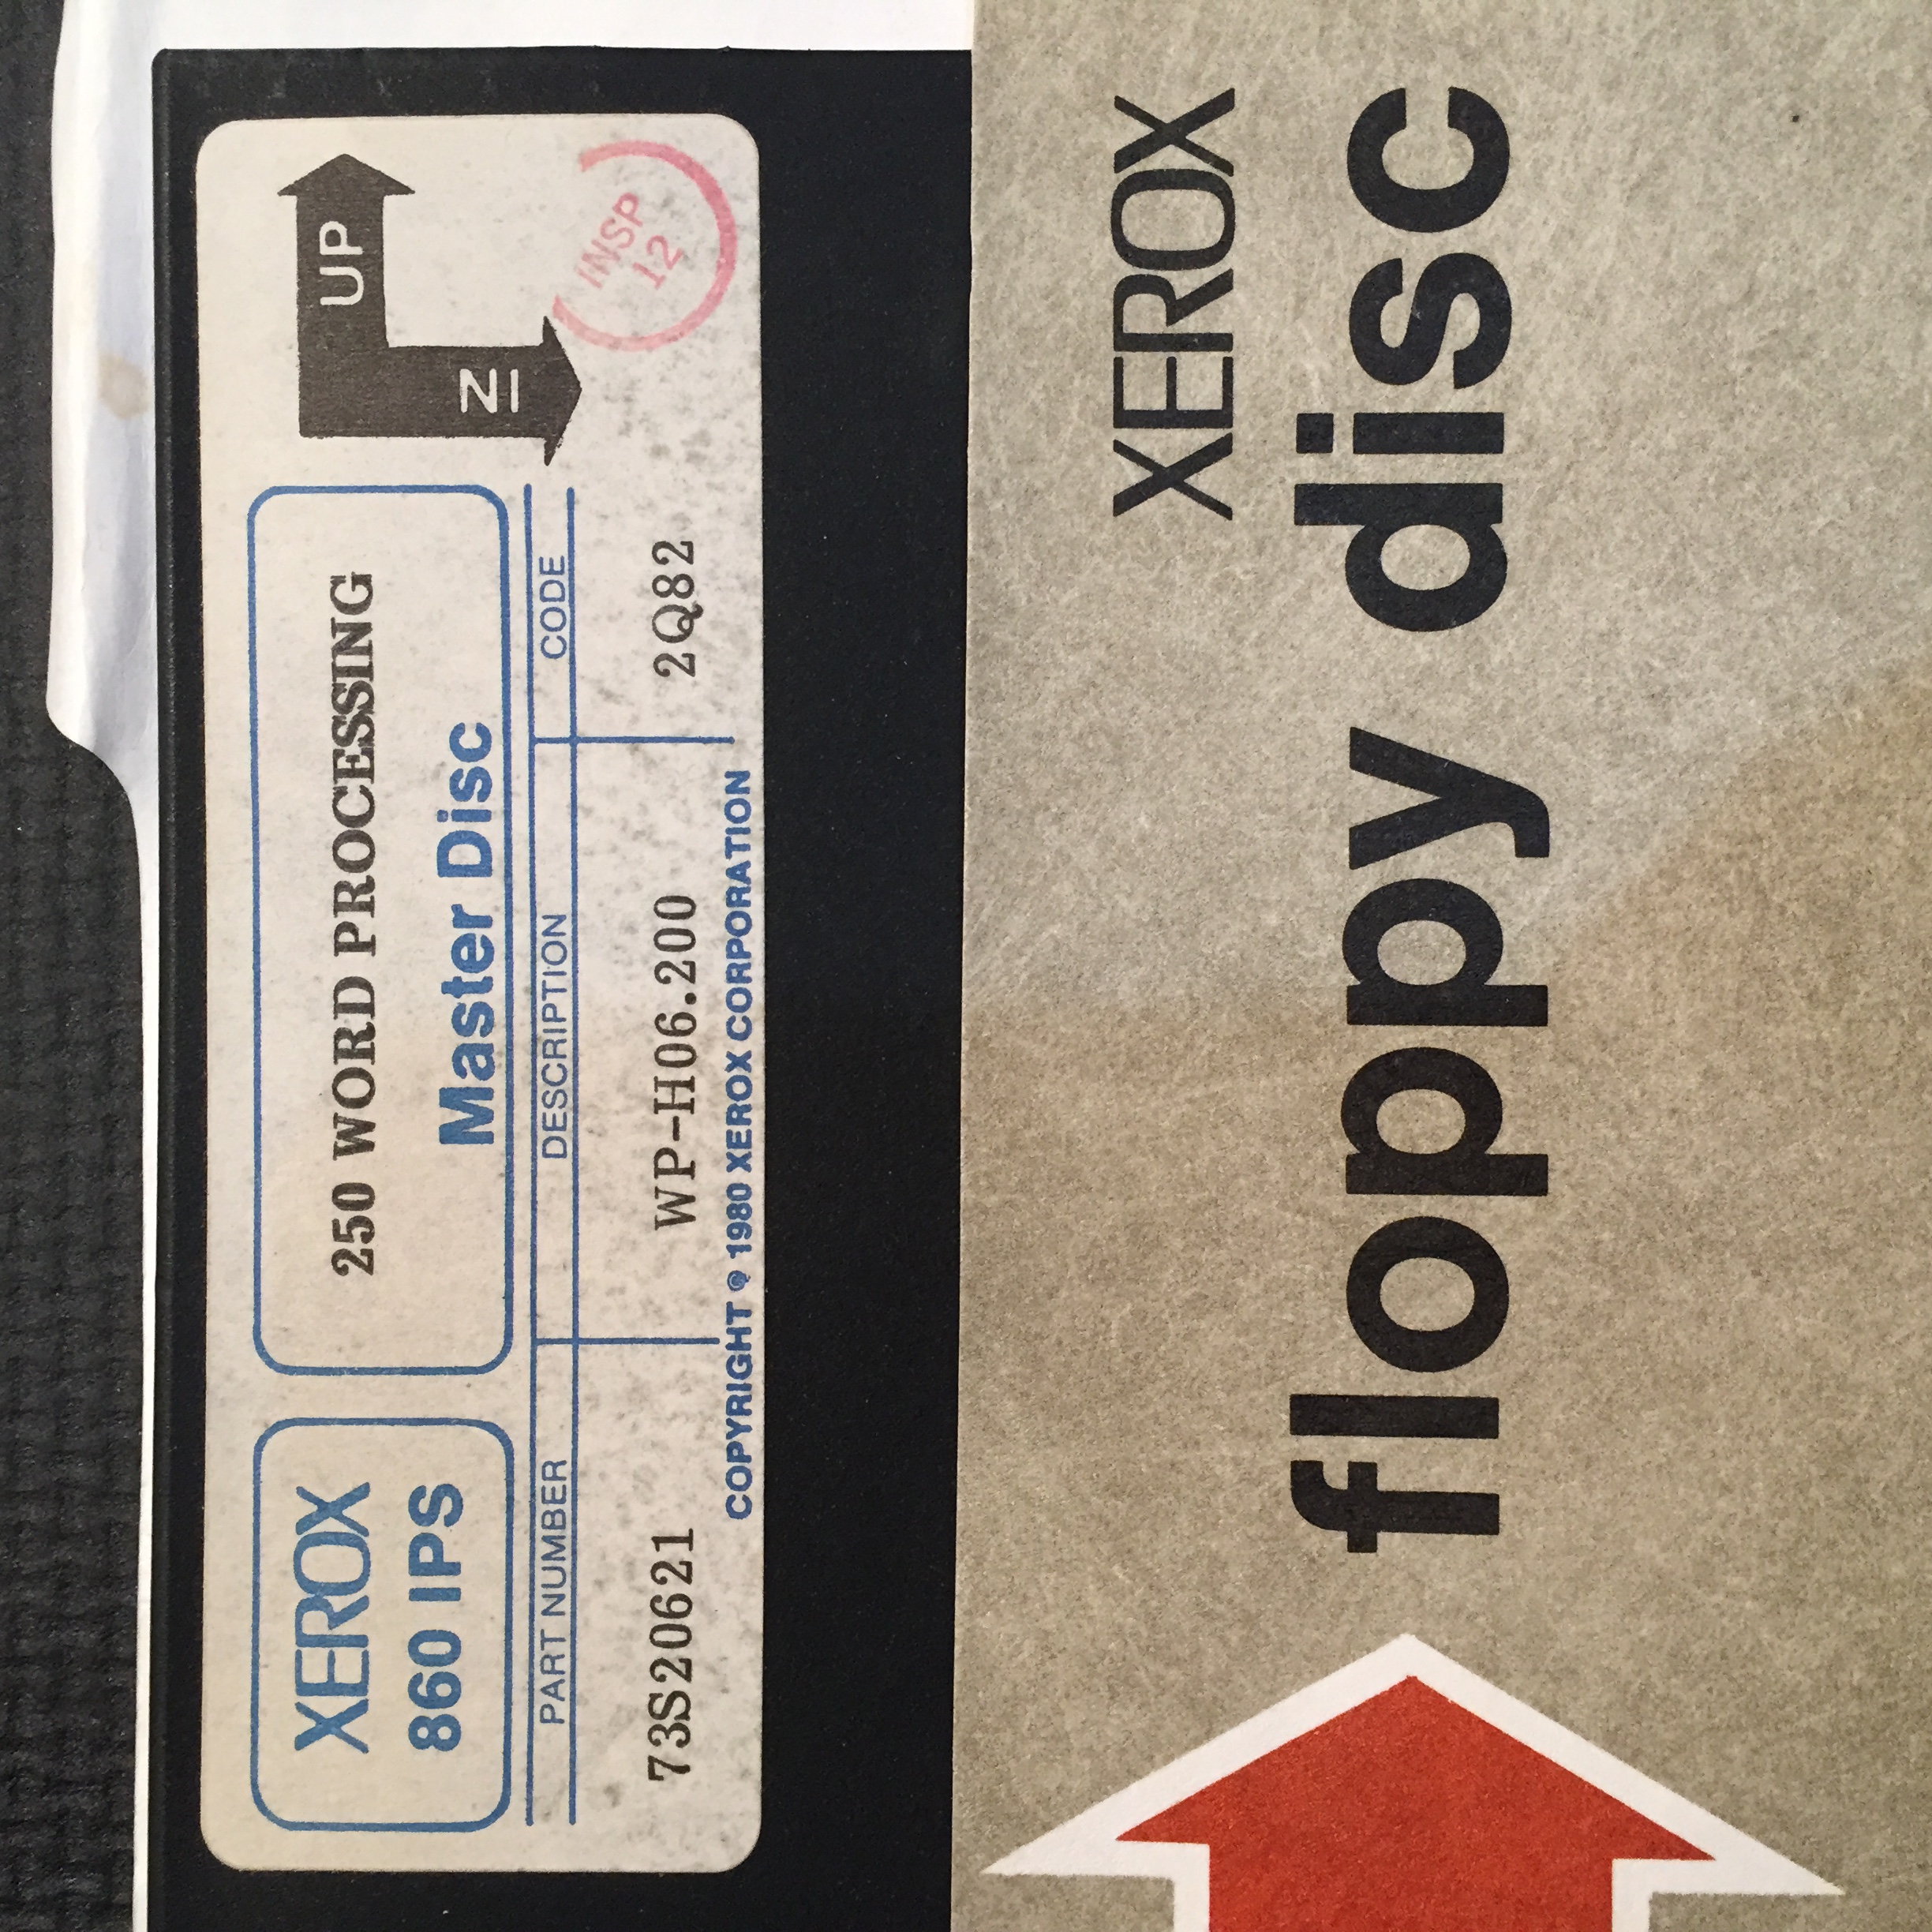 XEROX
860 IPS
250 WORD PROCESSING
Master Disc
UP
IN
PART NUMBER DESCRIPTION CODE
73S20621 WP-H06.200 2Q82
COPYRIGHT © 1980 XEROX CORPORATION
INSP
12
XEROX
floppy disc